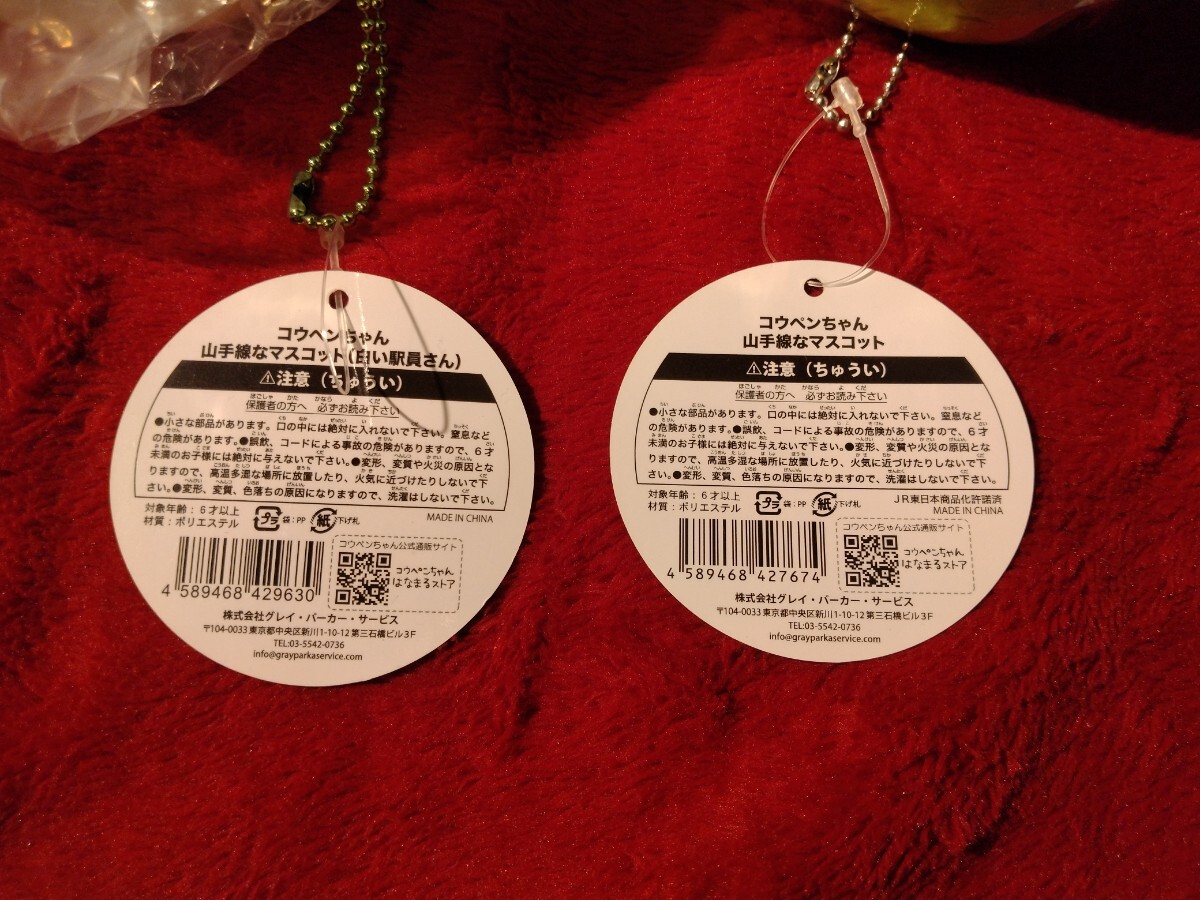 コウペンちゃん
山手線なマスコット(白い駅員さん)
⚠注意(ちゅうい)
保護者の方へ 必ずお読み下さい
●小さな部品があります。口の中には絶対に入れないで下さい。窒息など
の危険があります。●誤飲、コードによる事故の危険がありますので、6才
未満のお子様には絶対に与えないで下さい。●変形、変質や火災の原因とな
りますので、高温多湿な場所に放置したり、火気に近づけたりしないで下
さい。●変形、変質、色落ちの原因になりますので、洗濯はしないで下さい。
対象年齢:6才以上
材質:ポリエステル
プラ 袋:PP 紙 下げ札
MADE IN CHINA
コウペンちゃん公式通販サイト
コウペンちゃん
はなまるストア
4 589468 429630
株式会社グレイ・パーカー・サービス
〒104-0033 東京都中央区新川1-10-12 第三石橋ビル3F
TEL:03-5542-0736
info@grayparkaservice.com
コウペンちゃん
山手線なマスコット
⚠注意(ちゅうい)
保護者の方へ 必ずお読み下さい
●小さな部品があります。口の中には絶対に入れないで下さい。窒息など
の危険があります。●誤飲、コードによる事故の危険がありますので、6才
未満のお子様には絶対に与えないで下さい。●変形、変質や火災の原因とな
りますので、高温多湿な場所に放置したり、火気に近づけたりしないで下
さい。●変形、変質、色落ちの原因になりますので、洗濯はしないで下さい。
対象年齢:6才以上
材質:ポリエステル
プラ 袋:PP 紙 下げ札
JR東日本商品化許諾済
MADE IN CHINA
コウペンちゃん公式通販サイト
コウペンちゃん
はなまるストア
4 589468 427674
株式会社グレイ・パーカー・サービス
〒104-0033 東京都中央区新川1-10-12 第三石橋ビル3F
TEL:03-5542-0736
info@grayparkaservice.com